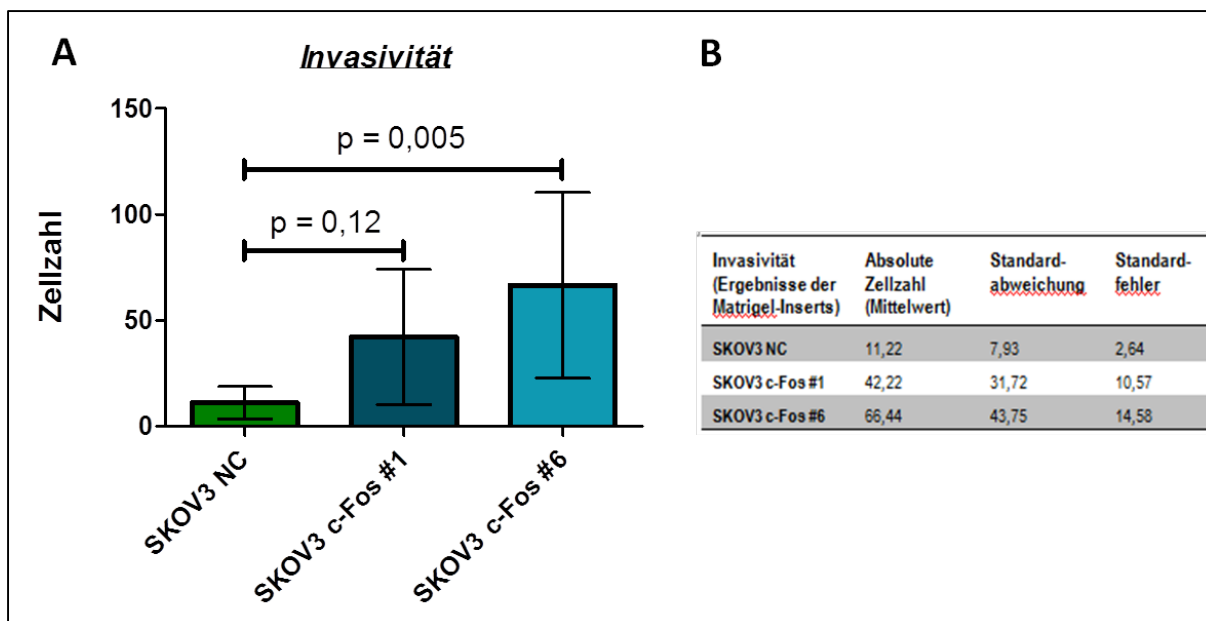 A
Invasivität
150
100
50
0
Zellzahl
p = 0,005
p = 0,12
SKOV3 NC
SKOV3 c-Fos #1
SKOV3 c-Fos #6
B
Invasivität
(Ergebnisse der
Matrigel-Inserts)
Absolute
Zellzahl
(Mittelwert)
Standard-
abweichung
Standard-
fehler
SKOV3 NC 11,22 7,93 2,64
SKOV3 c-Fos #1 42,22 31,72 10,57
SKOV3 c-Fos #6 66,44 43,75 14,58